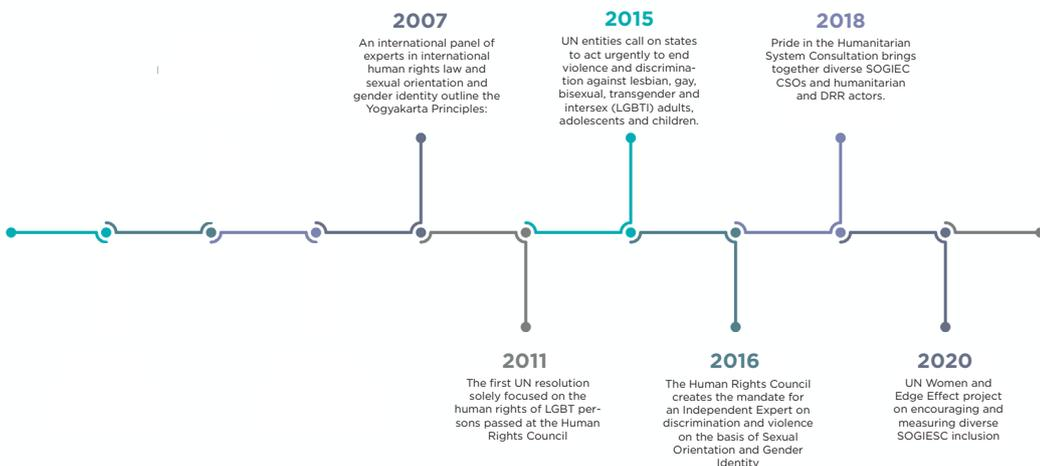 2007
An international panel of
experts in international
human rights law and
sexual orientation and
gender identity outline the
Yogyakarta Principles:
2015
UN entities call on states
to act urgently to end
violence and discrimina-
tion against lesbian, gay,
bisexual, transgender and
intersex (LGBTI) adults,
adolescents and children.
2018
Pride in the Humanitarian
System Consultation brings
together diverse SOGIEC
CSOs and humanitarian
and DRR actors.
2011
The first UN resolution
solely focused on the
human rights of LGBT per-
sons passed at the Human
Rights Council
2016
The Human Rights Council
creates the mandate for
an Independent Expert on
discrimination and violence
on the basis of Sexual
Orientation and Gender
Identity
2020
UN Women and
Edge Effect project
on encouraging and
measuring diverse
SOGIESC inclusion